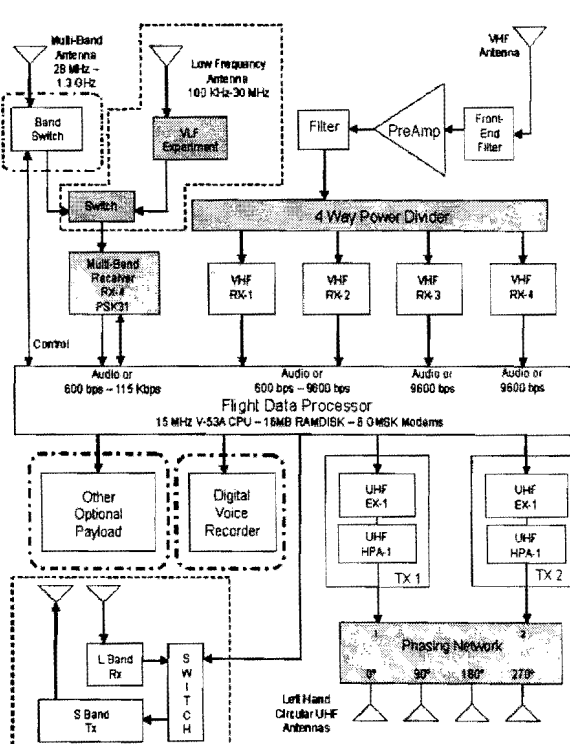 Multi-Band
Antenna
28 MHz –
1.3 GHz
Low Frequency
Antenna
100 KHz-30 MHz
VHF
Antenna
Band
Switch
VLF
Experiment
Filter
PreAmp
Front-
End
Filter
Switch
4 Way Power Divider
Multi-Band
Receiver
RX-4
PSK31
VHF
RX-1
VHF
RX-2
VHF
RX-3
VHF
RX-4
Control
Audio or
600 bps – 115 Kbps
Audio or
600 bps – 9600 bps
Audio or
9600 bps
Audio or
9600 bps
Flight Data Processor
15 MHz V-53A CPU – 16MB RAMDISK – 8 GMSK Modems
Other
Optional
Payload
Digital
Voice
Recorder
UHF
EX-1
UHF
HPA-1
TX 1
UHF
EX-1
UHF
HPA-1
TX 2
L Band
Rx
S Band
Tx
S
W
I
T
C
H
1
2
Phasing Network
0°
90°
180°
270°
Left Hand
Circular UHF
Antennas